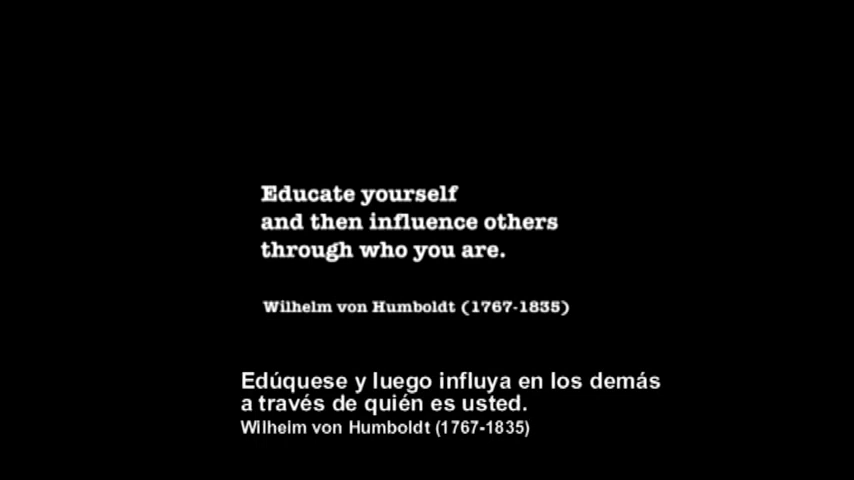 Educate yourself
and then influence others
through who you are.
Wilhelm von Humboldt (1767-1835)
Edúquese y luego influya en los demás
a través de quién es usted.
Wilhelm von Humboldt (1767-1835)